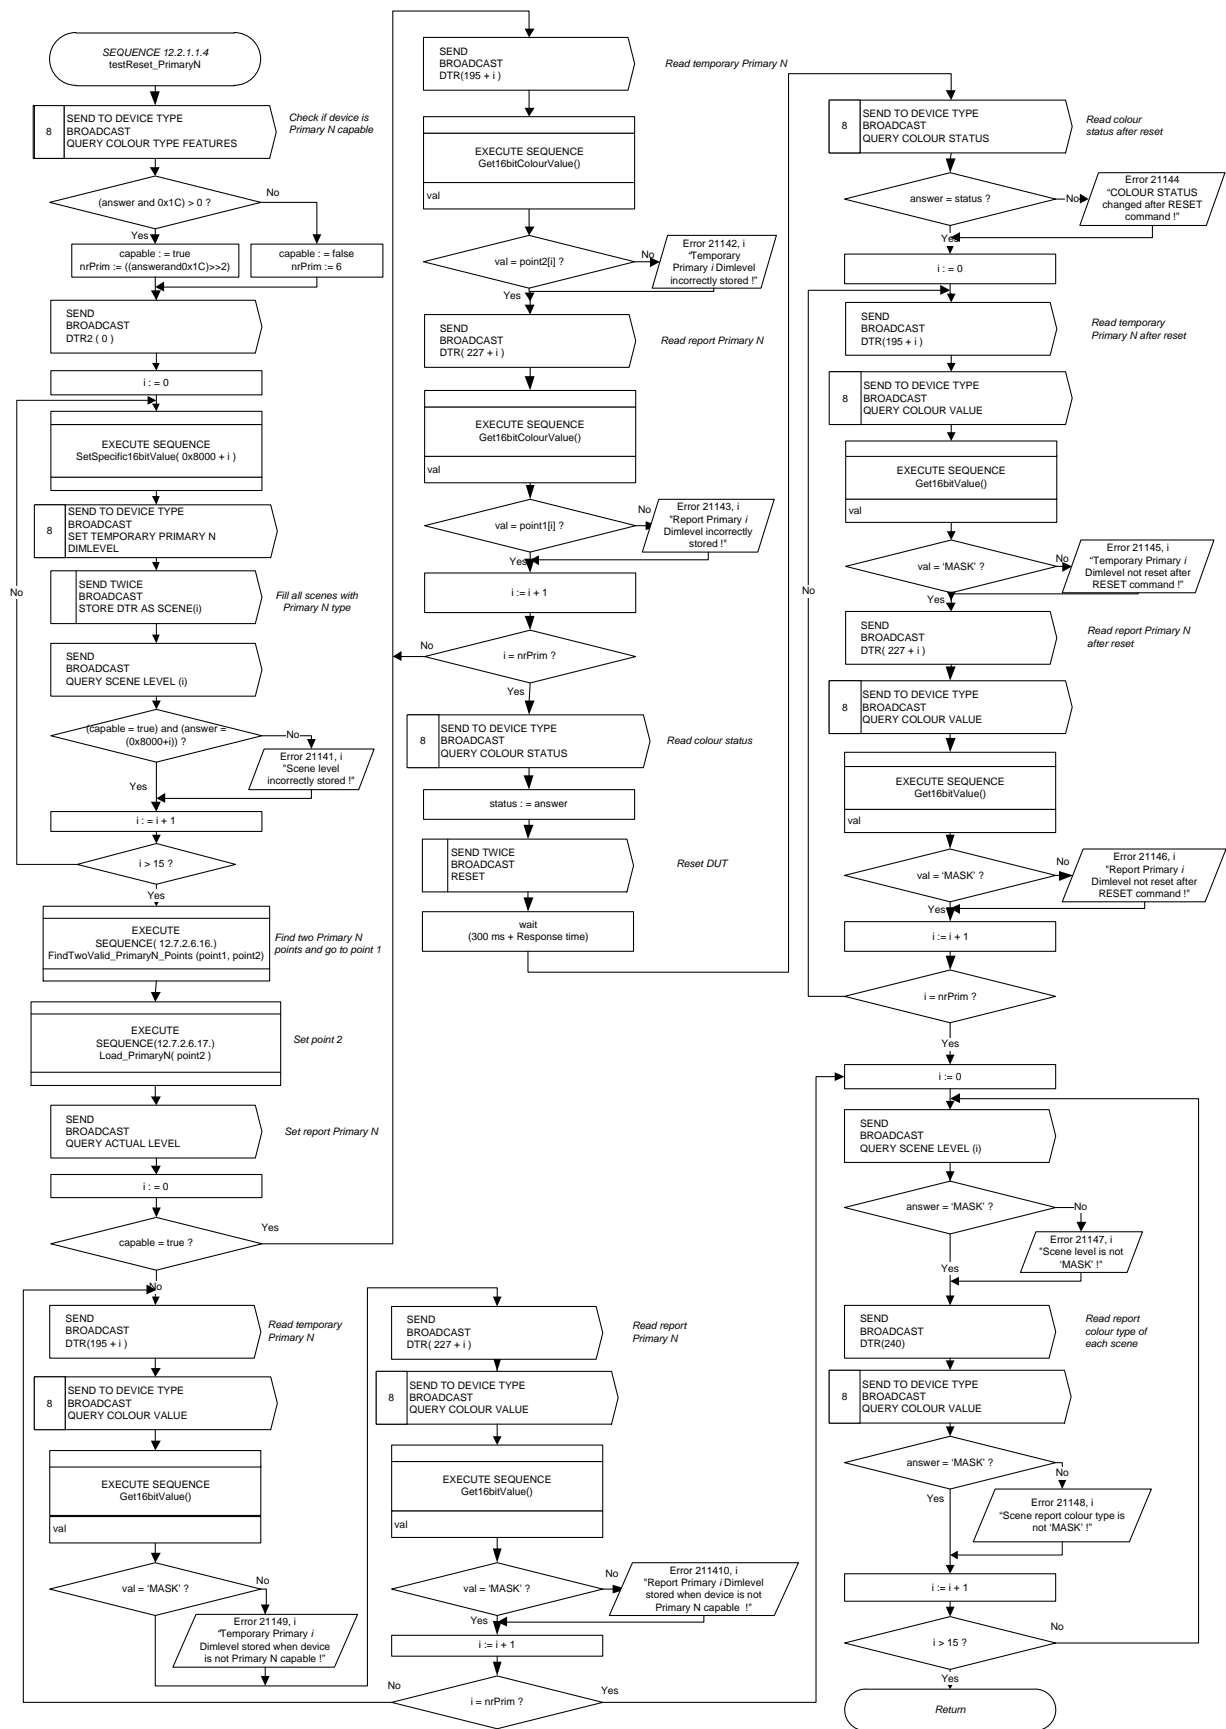 SEQUENCE 12.2.1.1.4
testReset_PrimaryN
8
SEND TO DEVICE TYPE
BROADCAST
QUERY COLOUR TYPE FEATURES
Check if device is
Primary N capable
(answer and 0x1C) > 0 ?
No
Yes
capable : = true
nrPrim := ((answerand0x1C)>>2)
capable : = false
nrPrim := 6
SEND
BROADCAST
DTR2 ( 0 )
i : = 0
EXECUTE SEQUENCE
SetSpecific16bitValue( 0x8000 + i )
8
SEND TO DEVICE TYPE
BROADCAST
SET TEMPORARY PRIMARY N
DIMLEVEL
No
SEND TWICE
BROADCAST
STORE DTR AS SCENE(i)
Fill all scenes with
Primary N type
SEND
BROADCAST
QUERY SCENE LEVEL (i)
(capable = true) and (answer =
(0x8000+i)) ?
No
Error 21141, i
"Scene level
incorrectly stored !"
Yes
i : = i + 1
i > 15 ?
Yes
EXECUTE
SEQUENCE( 12.7.2.6.16.)
FindTwoValid_PrimaryN_Points (point1, point2)
Find two Primary N
points and go to point 1
EXECUTE
SEQUENCE(12.7.2.6.17.)
Load_PrimaryN( point2 )
Set point 2
SEND
BROADCAST
QUERY ACTUAL LEVEL
Set report Primary N
i : = 0
capable = true ?
Yes
No
SEND
BROADCAST
DTR(195 + i )
Read temporary
Primary N
8
SEND TO DEVICE TYPE
BROADCAST
QUERY COLOUR VALUE
EXECUTE SEQUENCE
Get16bitValue()
val
val = ‘MASK’ ?
No
Error 21149, i
“Temporary Primary i
Dimlevel stored when device
is not Primary N capable !”
SEND
BROADCAST
DTR( 227 + i )
Read report
Primary N
8
SEND TO DEVICE TYPE
BROADCAST
QUERY COLOUR VALUE
EXECUTE SEQUENCE
Get16bitValue()
val
val = ‘MASK’ ?
No
Error 211410, i
“Report Primary i Dimlevel
stored when device is not
Primary N capable !”
Yes
i := i + 1
i = nrPrim ?
No
Yes
SEND
BROADCAST
DTR(195 + i )
Read temporary Primary N
EXECUTE SEQUENCE
Get16bitColourValue()
val
val = point2[i] ?
No
Error 21142, i
“Temporary
Primary i Dimlevel
incorrectly stored !”
Yes
SEND
BROADCAST
DTR( 227 + i )
Read report Primary N
EXECUTE SEQUENCE
Get16bitColourValue()
val
val = point1[i] ?
No
Error 21143, i
"Report Primary i
Dimlevel incorrectly
stored !”
Yes
i := i + 1
i = nrPrim ?
No
Yes
8
SEND TO DEVICE TYPE
BROADCAST
QUERY COLOUR STATUS
Read colour status
status : = answer
SEND TWICE
BROADCAST
RESET
Reset DUT
wait
(300 ms + Response time)
8
SEND TO DEVICE TYPE
BROADCAST
QUERY COLOUR STATUS
Read colour
status after reset
answer = status ?
No
Error 21144
“COLOUR STATUS
changed after RESET
command !”
Yes
i : = 0
SEND
BROADCAST
DTR(195 + i )
Read temporary
Primary N after reset
8
SEND TO DEVICE TYPE
BROADCAST
QUERY COLOUR VALUE
EXECUTE SEQUENCE
Get16bitValue()
val
val = ‘MASK’ ?
No
Error 21145, i
“Temporary Primary i
Dimlevel not reset after
RESET command !”
Yes
No
SEND
BROADCAST
DTR( 227 + i )
Read report Primary N
after reset
8
SEND TO DEVICE TYPE
BROADCAST
QUERY COLOUR VALUE
EXECUTE SEQUENCE
Get16bitValue()
val
val = ‘MASK’ ?
No
Error 21146, i
“Report Primary i
Dimlevel not reset after
RESET command !”
Yes
i := i + 1
i = nrPrim ?
Yes
i := 0
SEND
BROADCAST
QUERY SCENE LEVEL (i)
answer = ‘MASK’ ?
No
Error 21147, i
"Scene level is not
‘MASK’ !”
Yes
SEND
BROADCAST
DTR(240)
Read report
colour type of
each scene
8
SEND TO DEVICE TYPE
BROADCAST
QUERY COLOUR VALUE
answer = ‘MASK’ ?
No
Error 21148, i
“Scene report colour type is
not ‘MASK’ !”
Yes
i := i + 1
i > 15 ?
No
Yes
Return